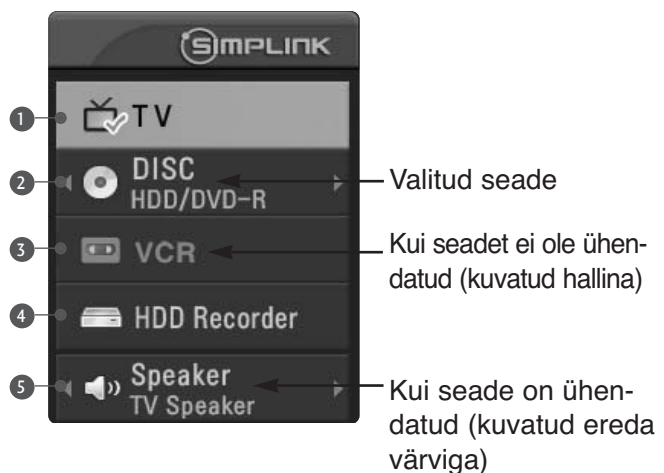 SIMPLINK
1 TV
2 DISC
HDD/DVD-R
Valitud seade
3 VCR
Kui seadet ei ole ühen-
datud (kuvatud hallina)
4 HDD Recorder
5 Speaker
TV Speaker
Kui seade on ühen-
datud (kuvatud ereda
värviga)